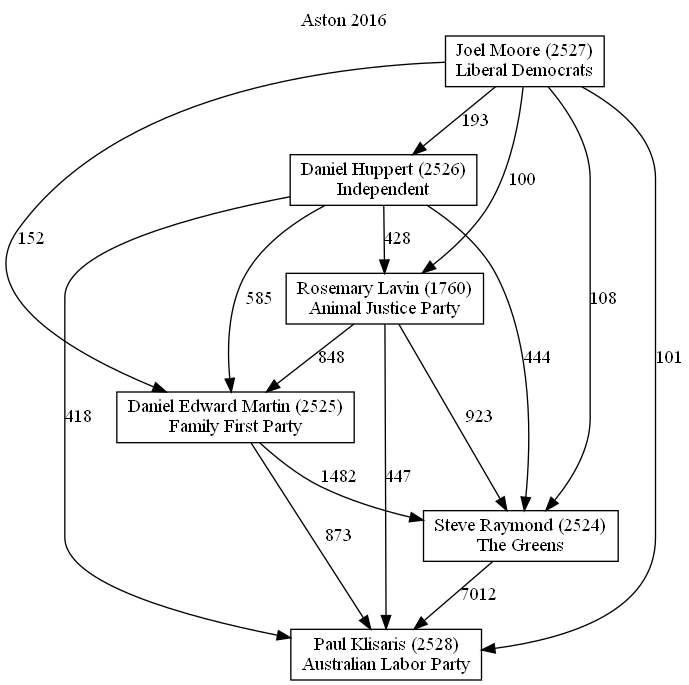 Aston 2016
Joel Moore (2527)
Liberal Democrats
193
Daniel Huppert (2526)
Independent
100
152
428
585
Rosemary Lavin (1760)
Animal Justice Party
108
848
444
101
Daniel Edward Martin (2525)
Family First Party
418
923
1482
447
Steve Raymond (2524)
The Greens
873
7012
Paul Klisaris (2528)
Australian Labor Party